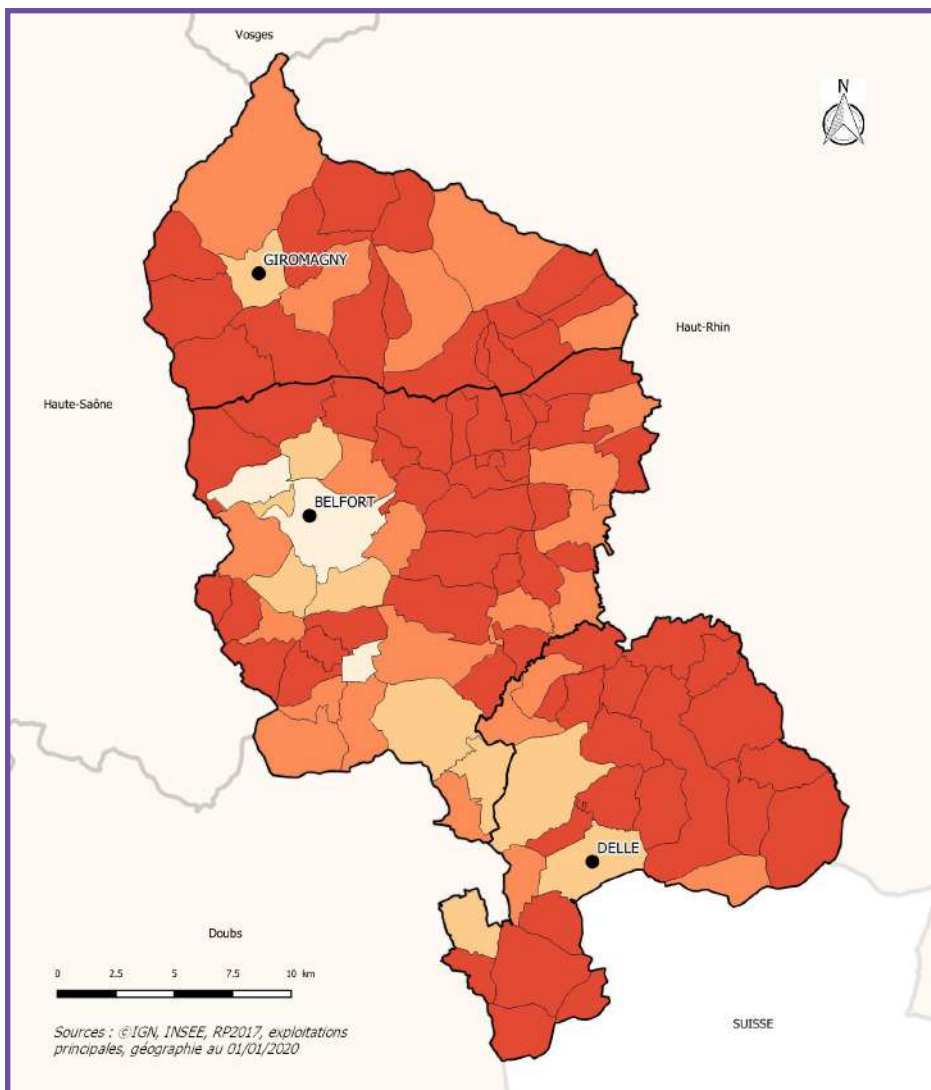 Vosges
N
GIROMAGNY
Haut-Rhin
Haute-Saône
BELFORT
DELLE
Doubs
0 2.5 5 7.5 10 km
SUISSE
Sources : ©IGN, INSEE, RP2017, exploitations
principales, géographie au 01/01/2020